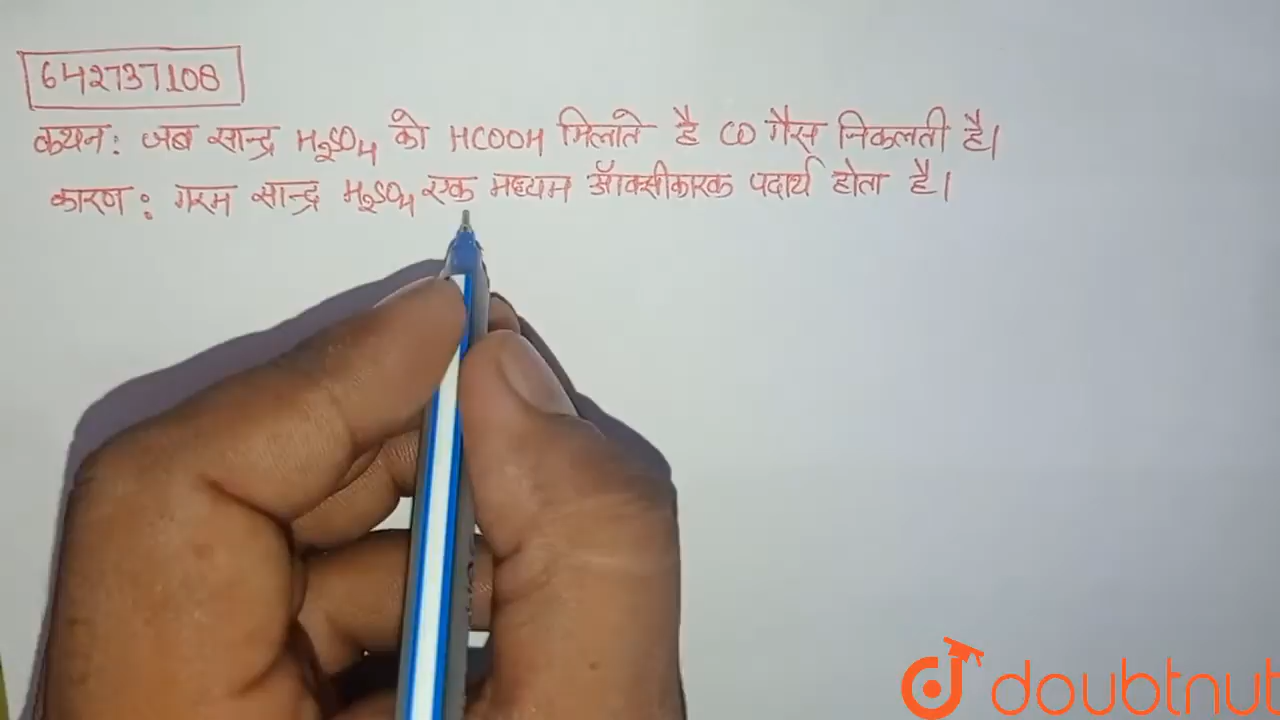 642737108
कथन: जब सान्द्र H₂SO₄ को HCOOH मिलाते है CO गैस निकलती है।
कारण: गरम सान्द्र H₂SO₄ एक मध्यम ऑक्सीकारक पदार्थ होता है।
doubtnut